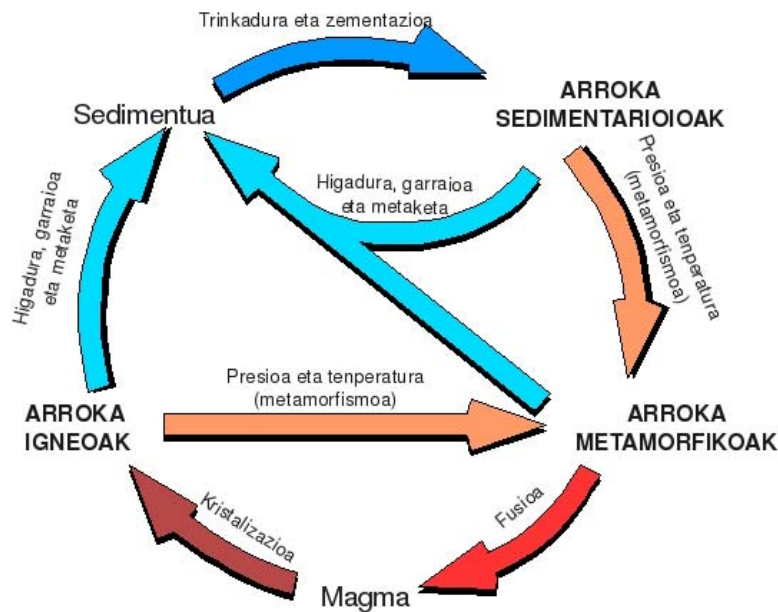 Trinkadura eta zementazioa
Sedimentua
ARROKA
SEDIMENTARIOIOAK
Higadura, garraioa
eta metaketa
Higadura, garraioa
eta metaketa
Presioa eta tenperatura
(metamorfismoa)
Presioa eta tenperatura
(metamorfismoa)
ARROKA
IGNEOAK
ARROKA
METAMORFIKOAK
Kristalizazioa
Fusioa
Magma